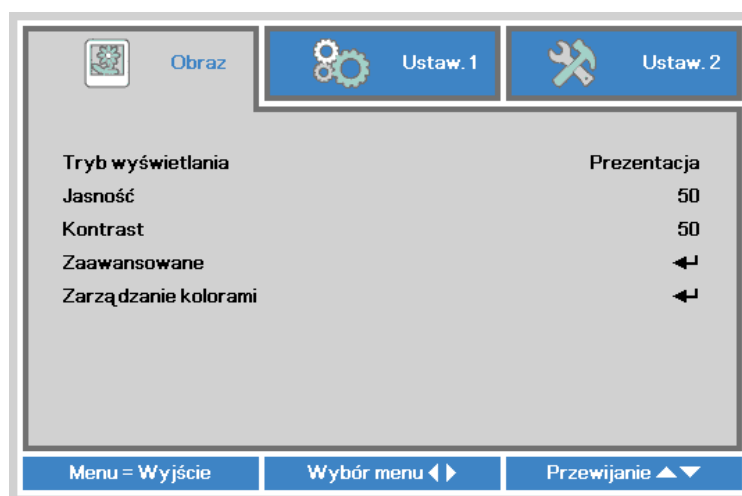 Obraz Ustaw. 1 Ustaw. 2
Tryb wyświetlania Prezentacja
Jasność 50
Kontrast 50
Zaawansowane
Zarządzanie kolorami
Menu = Wyjście Wybór menu Przewijanie